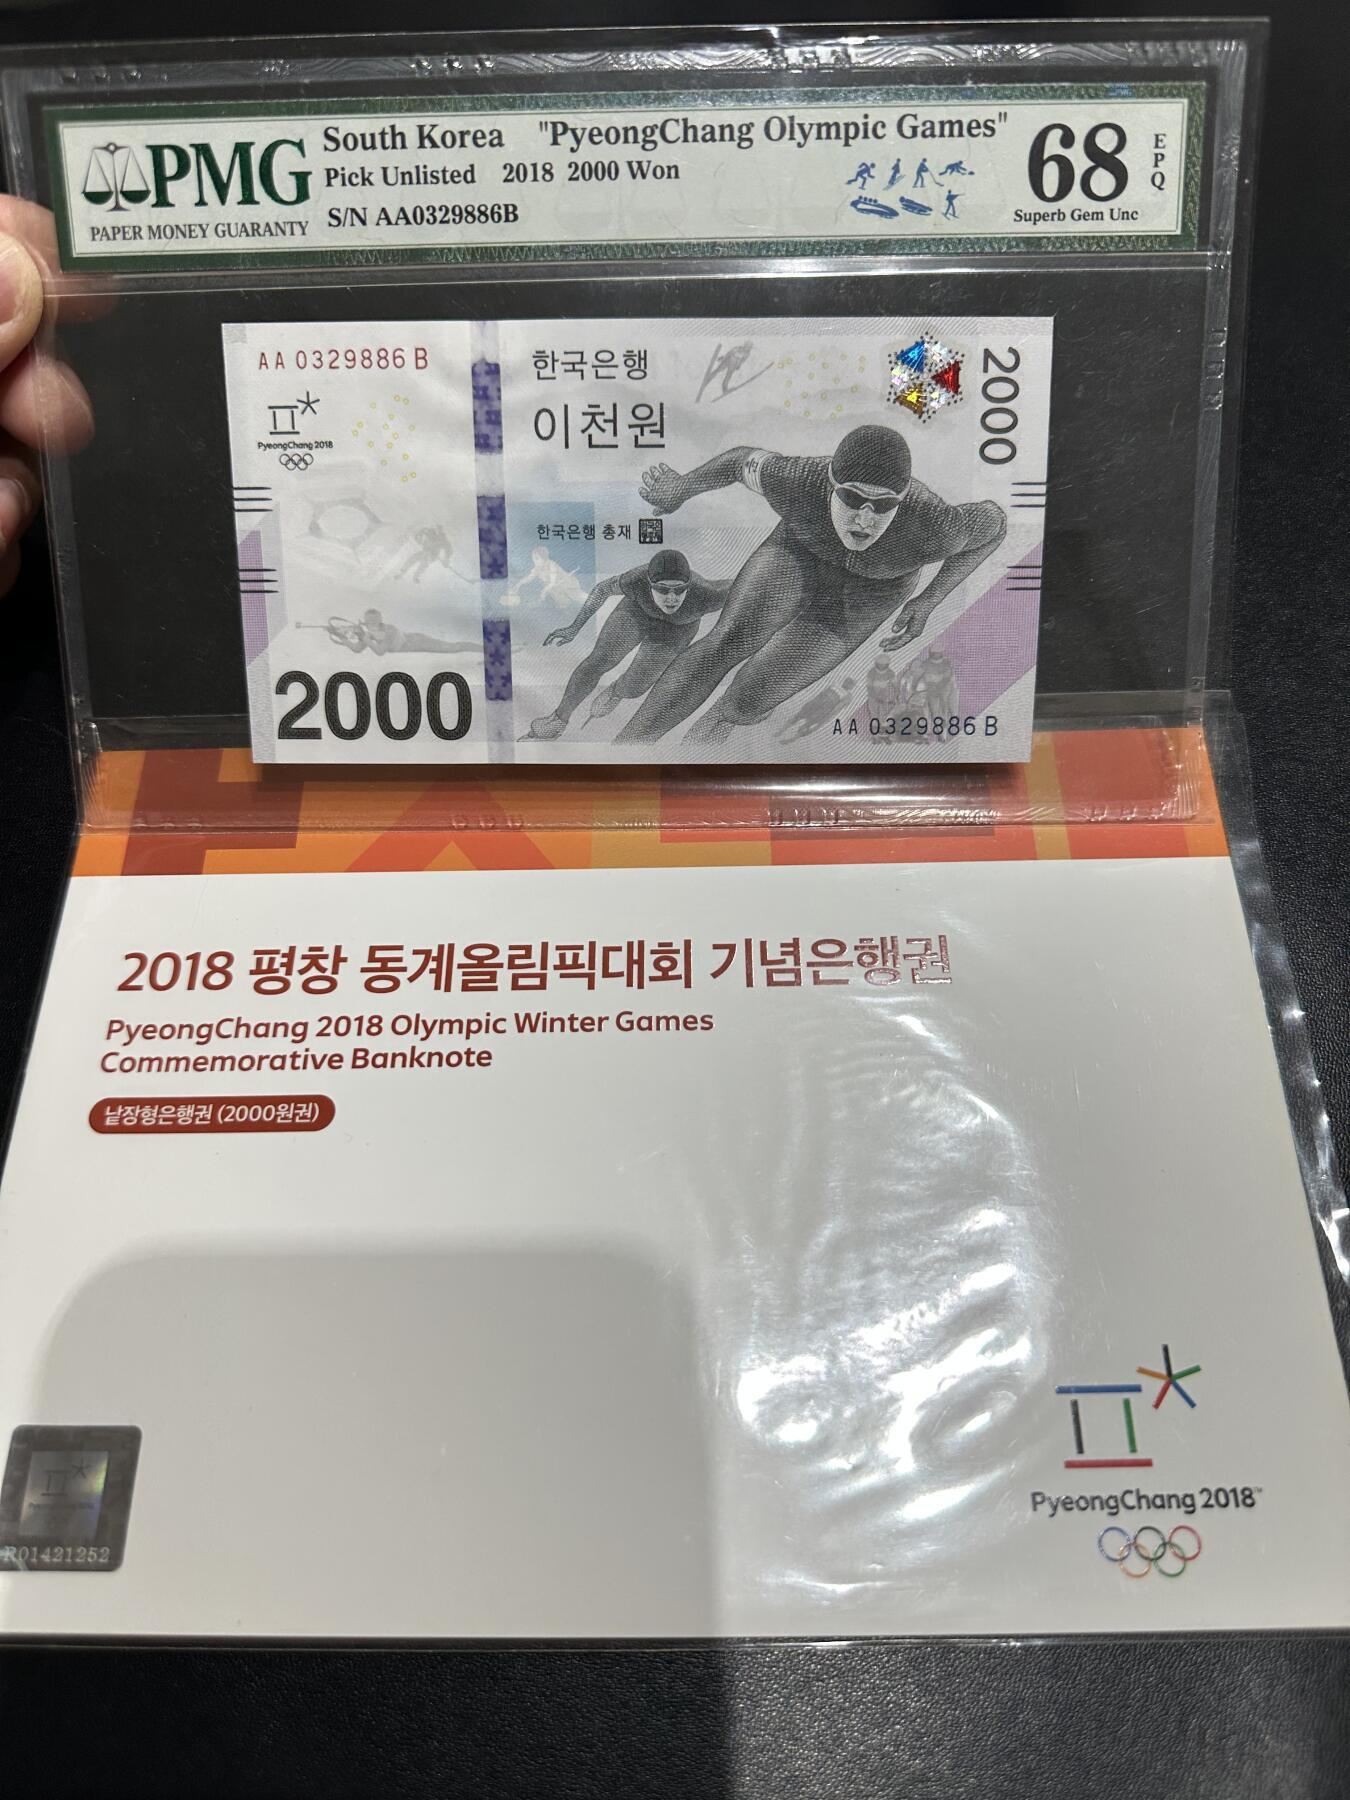 PMG
PAPER MONEY GUARANTY
South Korea "PyeongChang Olympic Games"
Pick Unlisted 2018 2000 Won
S/N AA0329886B
68
Superb Gem Unc
EPQ
AA 0329886 B
PyeongChang 2018
한국은행
이천원
2000
한국은행 총재
2000
AA 0329886 B
2018 평창 동계올림픽대회 기념은행권
PyeongChang 2018 Olympic Winter Games
Commemorative Banknote
낱장형은행권 (2000원권)
R01421252
PyeongChang 2018™